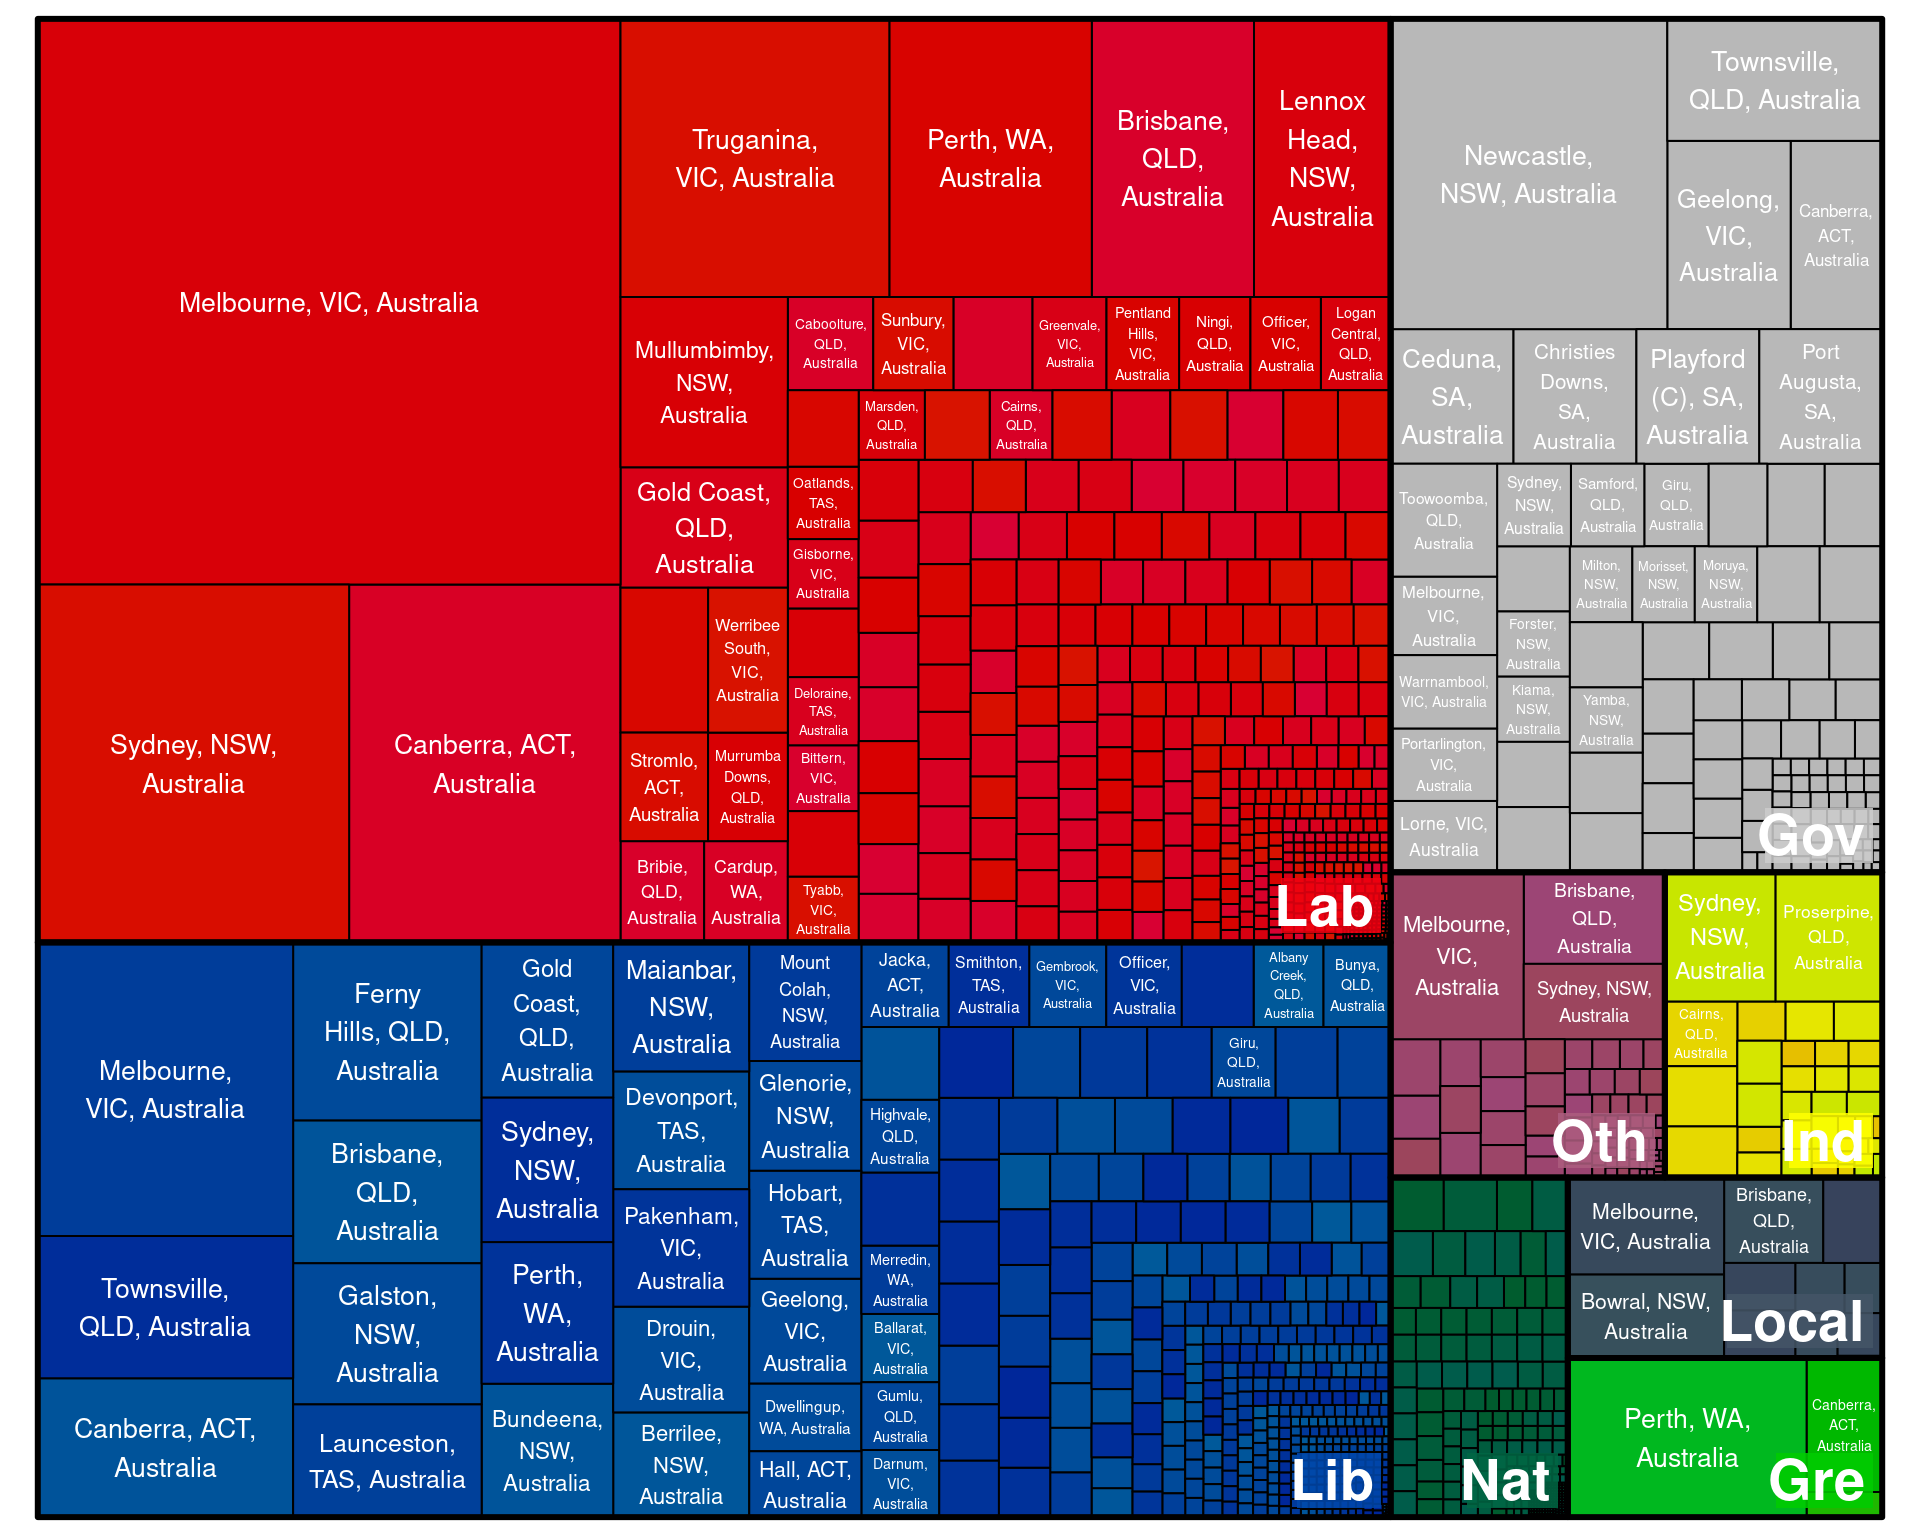 Melbourne, VIC, Australia
Sydney, NSW,
Australia
Canberra, ACT,
Australia
Truganina,
VIC, Australia
Perth, WA,
Australia
Brisbane,
QLD,
Australia
Lennox
Head,
NSW,
Australia
Mullumbimby,
NSW,
Australia
Gold Coast,
QLD,
Australia
Werribee
South,
VIC,
Australia
Stromlo,
ACT,
Australia
Murrumba
Downs,
QLD,
Australia
Bribie,
QLD,
Australia
Cardup,
WA,
Australia
Caboolture,
QLD,
Australia
Sunbury,
VIC,
Australia
Greenvale,
VIC,
Australia
Pentland
Hills,
VIC,
Australia
Ningi,
QLD,
Australia
Officer,
VIC,
Australia
Logan
Central,
QLD,
Australia
Marsden,
QLD,
Australia
Cairns,
QLD,
Australia
Oatlands,
TAS,
Australia
Gisborne,
VIC,
Australia
Deloraine,
TAS,
Australia
Bittern,
VIC,
Australia
Tyabb,
VIC,
Australia
Lab
Newcastle,
NSW, Australia
Townsville,
QLD, Australia
Geelong,
VIC,
Australia
Canberra,
ACT,
Australia
Ceduna,
SA,
Australia
Christies
Downs,
SA,
Australia
Playford
(C), SA,
Australia
Port
Augusta,
SA,
Australia
Toowoomba,
QLD,
Australia
Sydney,
NSW,
Australia
Samford,
QLD,
Australia
Giru,
QLD,
Australia
Melbourne,
VIC,
Australia
Milton,
NSW,
Australia
Morisset,
NSW,
Australia
Moruya,
NSW,
Australia
Forster,
NSW,
Australia
Warrnambool,
VIC, Australia
Kiama,
NSW,
Australia
Yamba,
NSW,
Australia
Portarlington,
VIC,
Australia
Lorne, VIC,
Australia
Gov
Melbourne,
VIC, Australia
Townsville,
QLD, Australia
Canberra, ACT,
Australia
Ferny
Hills, QLD,
Australia
Brisbane,
QLD,
Australia
Galston,
NSW,
Australia
Launceston,
TAS, Australia
Gold
Coast,
QLD,
Australia
Sydney,
NSW,
Australia
Perth,
WA,
Australia
Bundeena,
NSW,
Australia
Maianbar,
NSW,
Australia
Devonport,
TAS,
Australia
Pakenham,
VIC,
Australia
Drouin,
VIC,
Australia
Berrilee,
NSW,
Australia
Mount
Colah,
NSW,
Australia
Glenorie,
NSW,
Australia
Hobart,
TAS,
Australia
Geelong,
VIC,
Australia
Dwellingup,
WA, Australia
Hall, ACT,
Australia
Jacka,
ACT,
Australia
Smithton,
TAS,
Australia
Gembrook,
VIC,
Australia
Officer,
VIC,
Australia
Albany
Creek,
QLD,
Australia
Bunya,
QLD,
Australia
Giru,
QLD,
Australia
Highvale,
QLD,
Australia
Merredin,
WA,
Australia
Ballarat,
VIC,
Australia
Gumlu,
QLD,
Australia
Darnum,
VIC,
Australia
Lib
Melbourne,
VIC,
Australia
Brisbane,
QLD,
Australia
Sydney, NSW,
Australia
Oth
Sydney,
NSW,
Australia
Proserpine,
QLD,
Australia
Cairns,
QLD,
Australia
Ind
Nat
Melbourne,
VIC, Australia
Brisbane,
QLD,
Australia
Bowral, NSW,
Australia
Local
Perth, WA,
Australia
Canberra,
ACT,
Australia
Gre